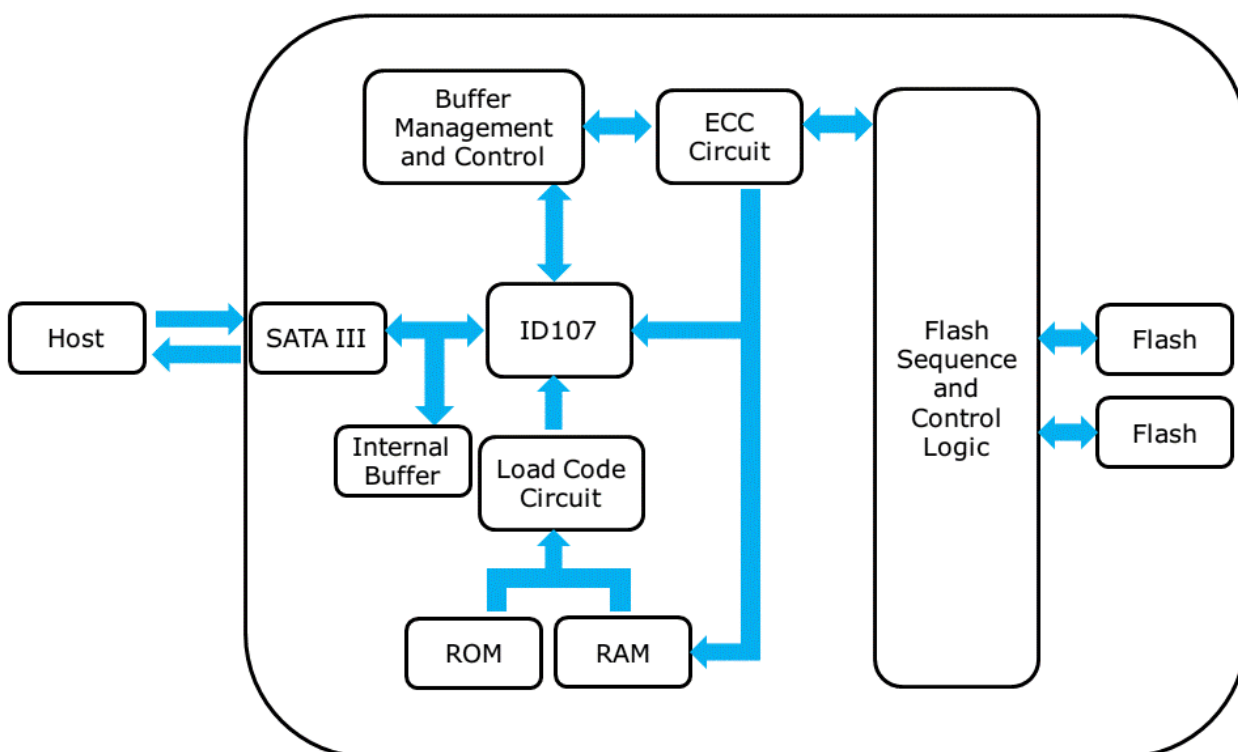 Buffer
Management
and Control
ECC
Circuit
Host
SATA III
ID107
Flash
Sequence
and
Control
Logic
Flash
Flash
Internal
Buffer
Load Code
Circuit
ROM
RAM